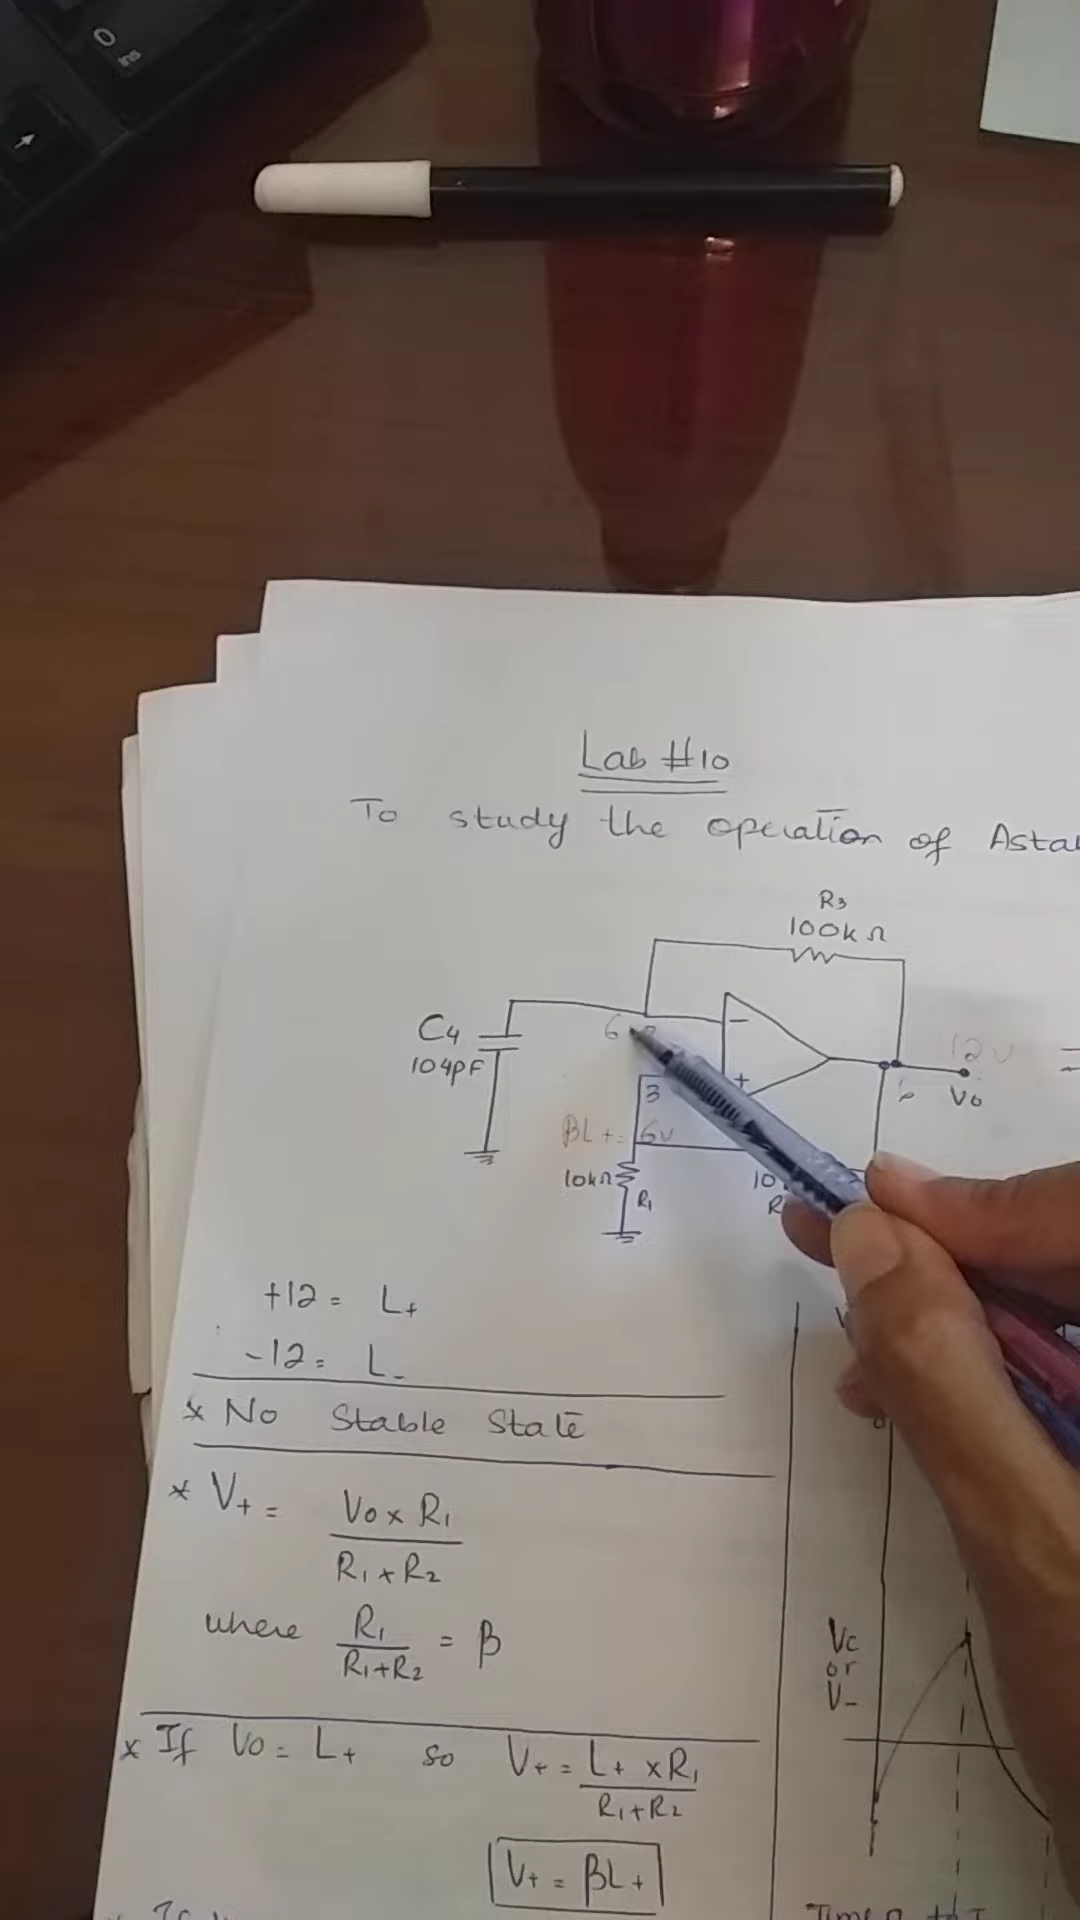 Lab #10
To study the operation of Asta
R3
100kΩ
C4
104pF
6
12V
Vo
3
βL+= 6V
10kΩ
R1
10
R
+12 = L+
-12 = L-
* No Stable State
* V+ = Vo x R1
R1 + R2
where R1 = β
R1+R2
x If Vo = L+ so V+ = L+ x R1
R1+R2
V+ = βL+
Vc
or
V-